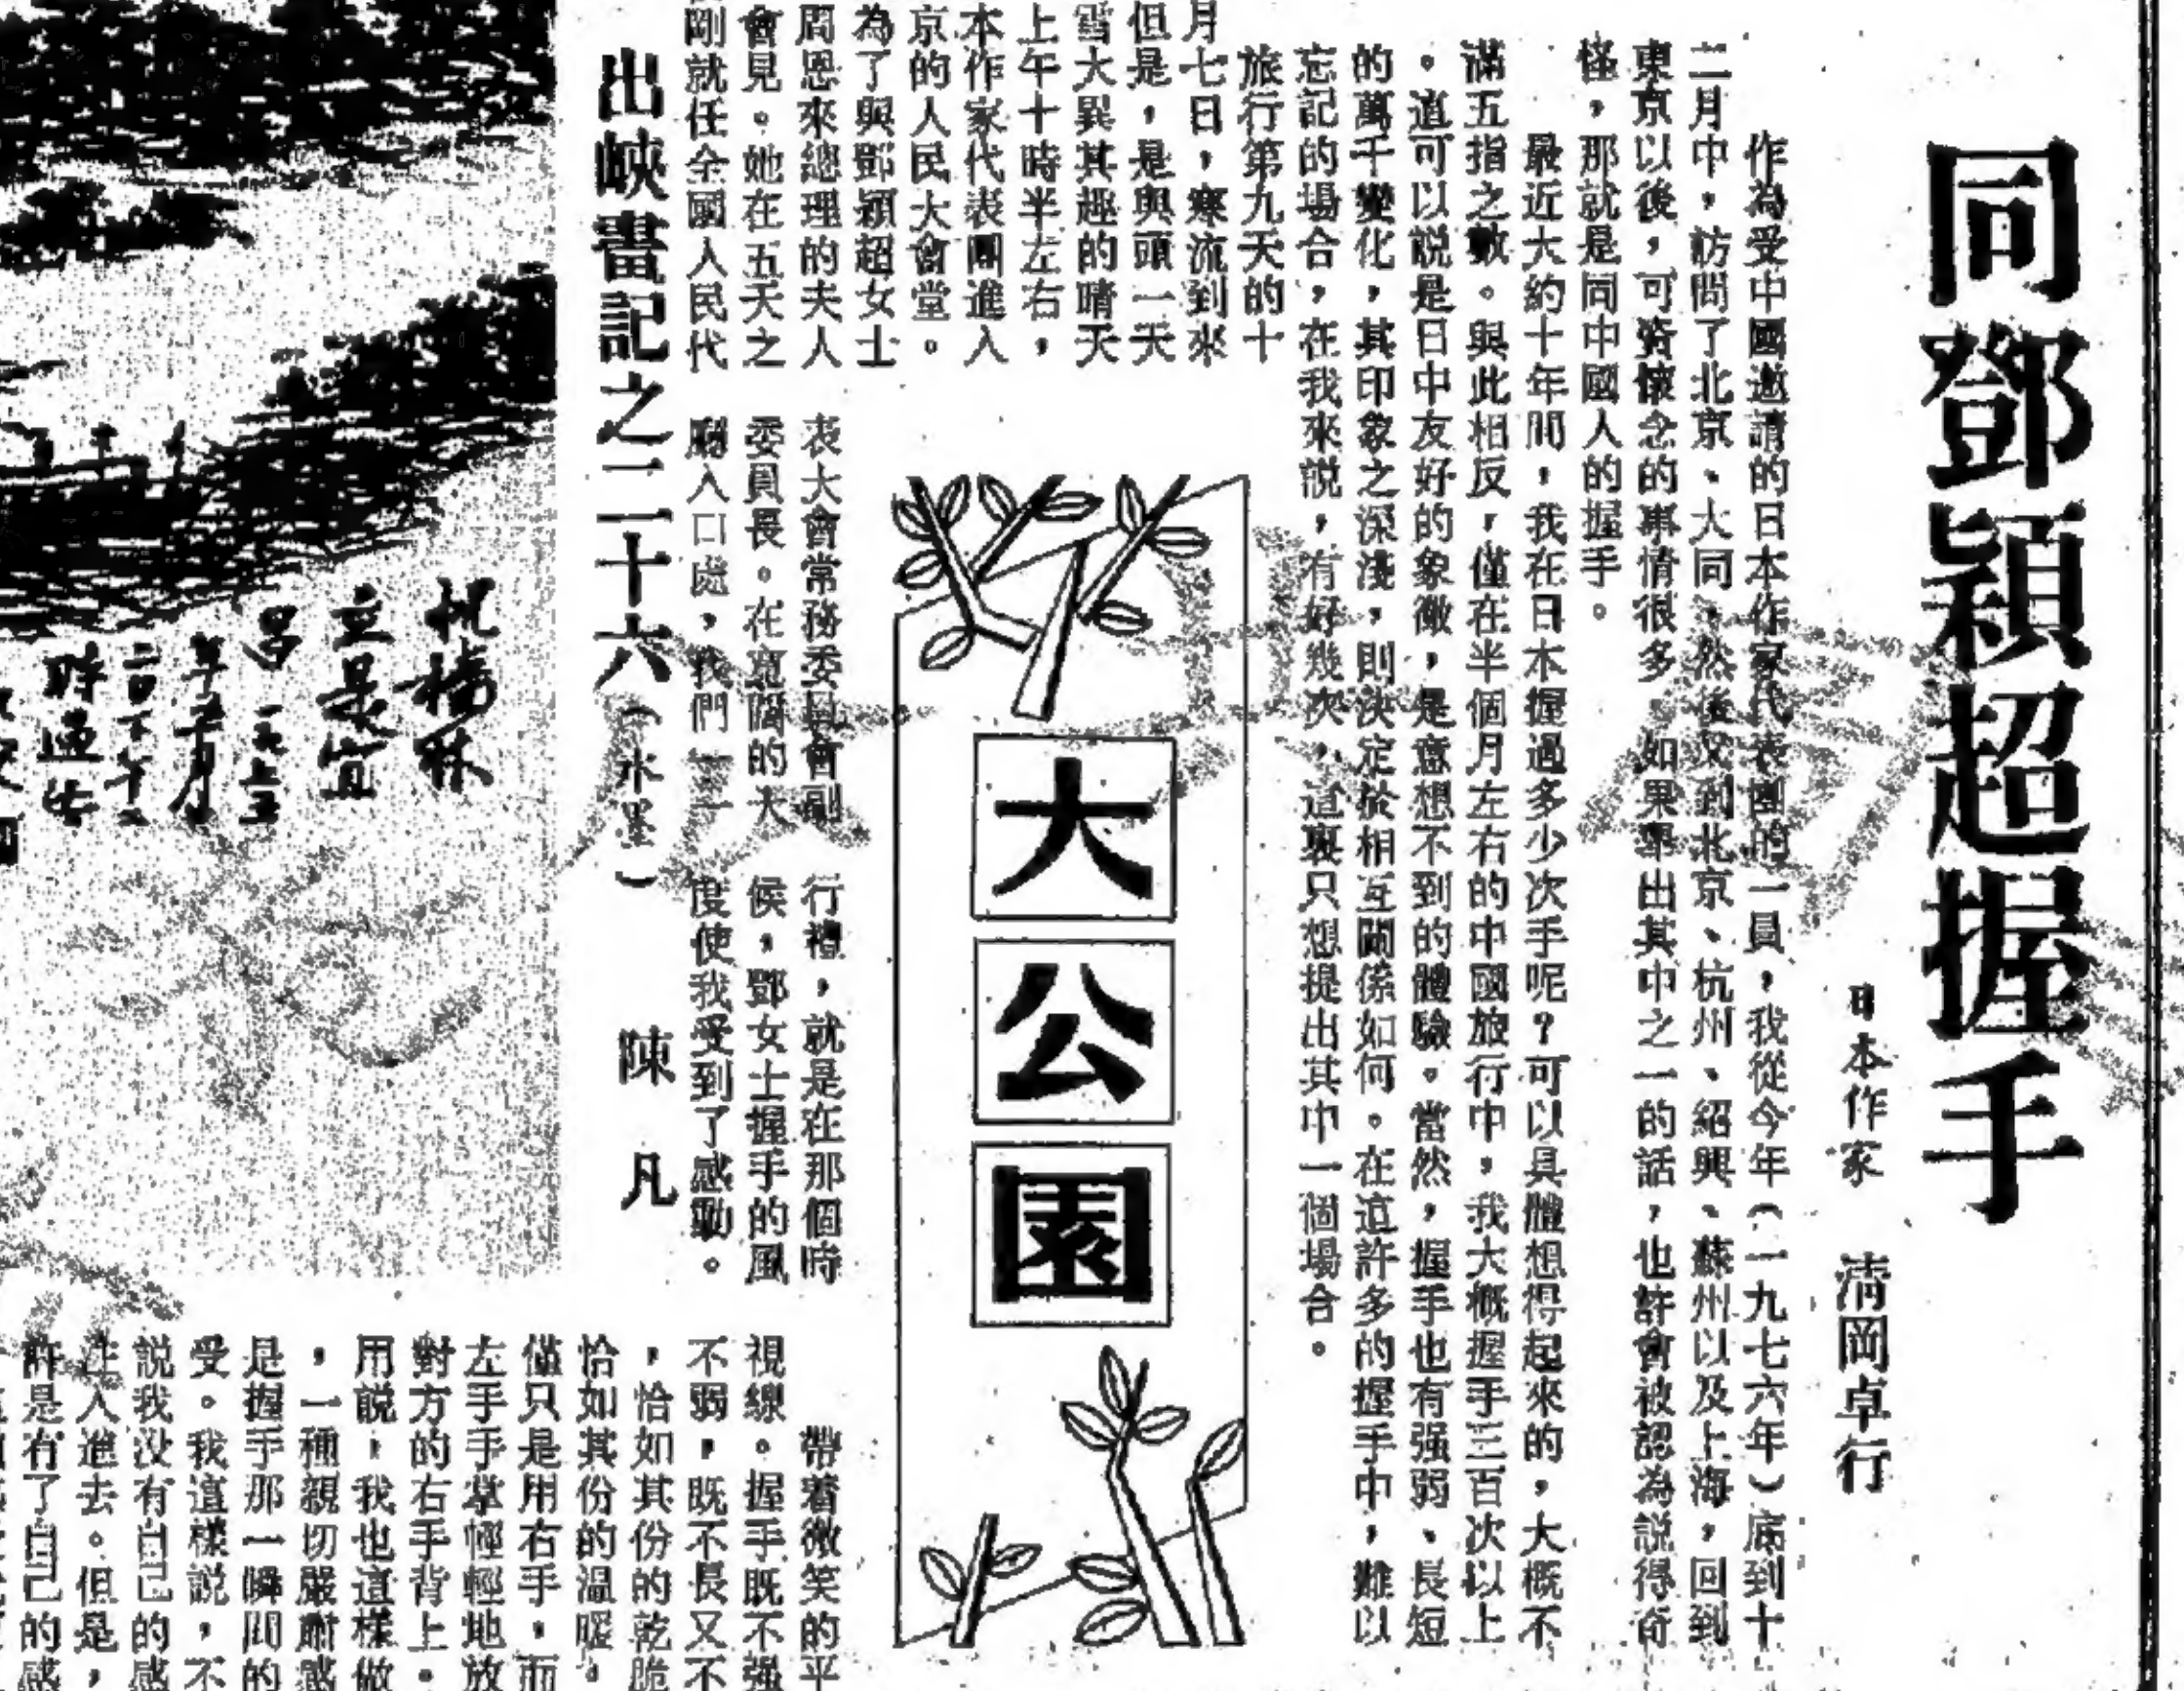 同鄧穎超握手
日本作家　清岡卓行
作為受中國邀請的日本作家代表團的一員，我從今年（一九七六年）底到十
二月中，訪問了北京、大同，然後又到北京、杭州、紹興、蘇州以及上海，回到
東京以後，可資懷念的事情很多。如果舉出其中之一的話，也許會被認為説得奇
怪，那就是同中國人的握手。
最近大約十年間，我在日本握過多少次手呢？可以具體想得起來的，大概不
滿五指之數。與此相反，僅在半個月左右的中國旅行中，我大概握手三百次以上
。這可以説是日中友好的象徵，是意想不到的體驗。當然，握手也有强弱、長短
的萬千變化，其印象之深淺，則決定於相互關係如何。在這許多的握手中，難以
忘記的場合，在我來説，有好幾次，這裏只想提出其中一個場合。
旅行第九天的十
月七日，寒流到來
但是，是與頭一天
雪大異其趣的晴天
上午十時半左右，
本作家代表團進入
京的人民大會堂。
為了與鄧穎超女士
周恩來總理的夫人
會見。她在五天之
剛就任全國人民代
表大會常務委員會副
委員長。在寬闊的大
廳入口處，我們一一
行禮，就是在那個時
候，鄧女士握手的風
度使我受到了感動。
大公園
出峽書記之二十六（水墨）
陳凡
帶着微笑的平
視線。握手既不强
不弱，既不長又不
，恰如其份的乾脆
恰如其份的溫暖。
僅只是用右手，而
左手手掌輕輕地放
對方的右手背上。
用説，我也這樣做
，一種親切嚴肅感
是握手那一瞬間的
受。我這樣説，不
説我没有自己的感
注入進去。但是，
許是有了自己的感